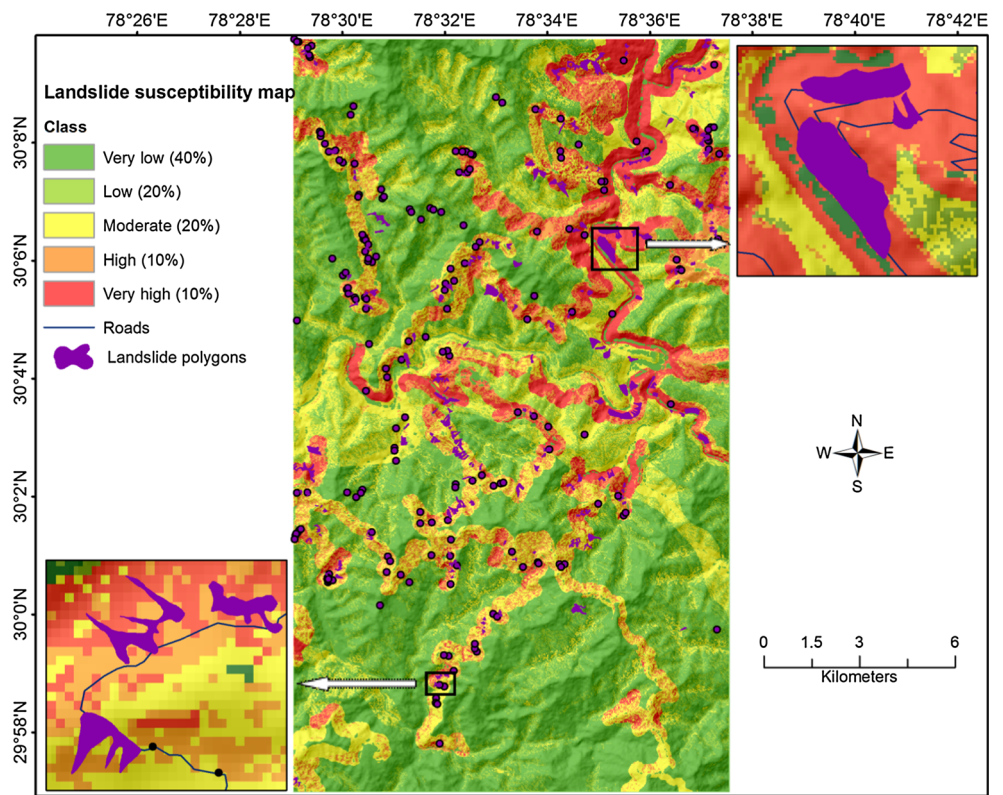 78°26'E 78°28'E 78°30'E 78°32'E 78°34'E 78°36'E 78°38'E 78°40'E 78°42'E
Landslide susceptibility map
Class
Very low (40%)
Low (20%)
Moderate (20%)
High (10%)
Very high (10%)
Roads
Landslide polygons
30°8'N
30°6'N
30°4'N
30°2'N
30°0'N
29°58'N
N
W E
S
0 1.5 3 6
Kilometers